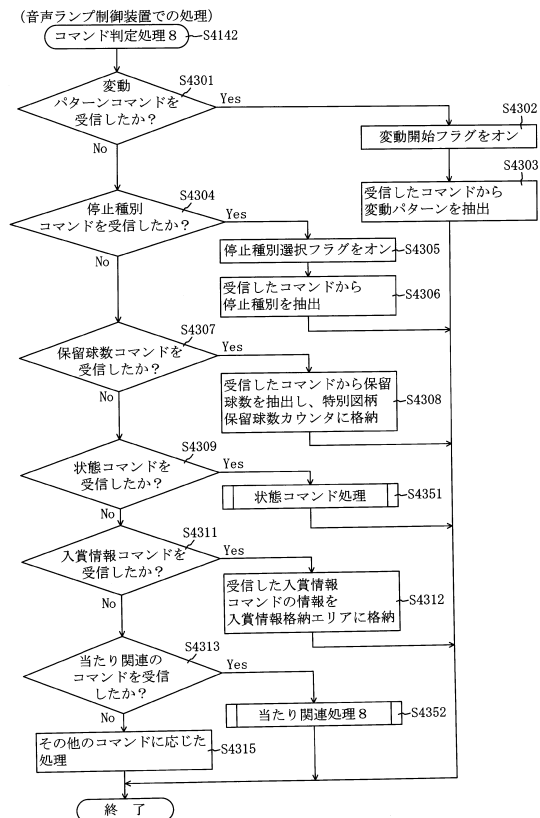 (音声ランプ制御装置での処理)
コマンド判定処理8
S4142
変動
パターンコマンドを
受信したか?
S4301
Yes
No
S4302
変動開始フラグをオン
S4303
受信したコマンドから
変動パターンを抽出
停止種別
コマンドを受信したか?
S4304
Yes
No
停止種別選択フラグをオン
S4305
受信したコマンドから
停止種別を抽出
S4306
保留球数コマンドを
受信したか?
S4307
Yes
No
受信したコマンドから保留
球数を抽出し、特別図柄
保留球数カウンタに格納
S4308
状態コマンドを
受信したか?
S4309
Yes
No
状態コマンド処理
S4351
入賞情報コマンドを
受信したか?
S4311
Yes
No
受信した入賞情報
コマンドの情報を
入賞情報格納エリアに格納
S4312
当たり関連の
コマンドを受信
したか?
S4313
Yes
No
当たり関連処理8
S4352
その他のコマンドに応じた
処理
S4315
終了